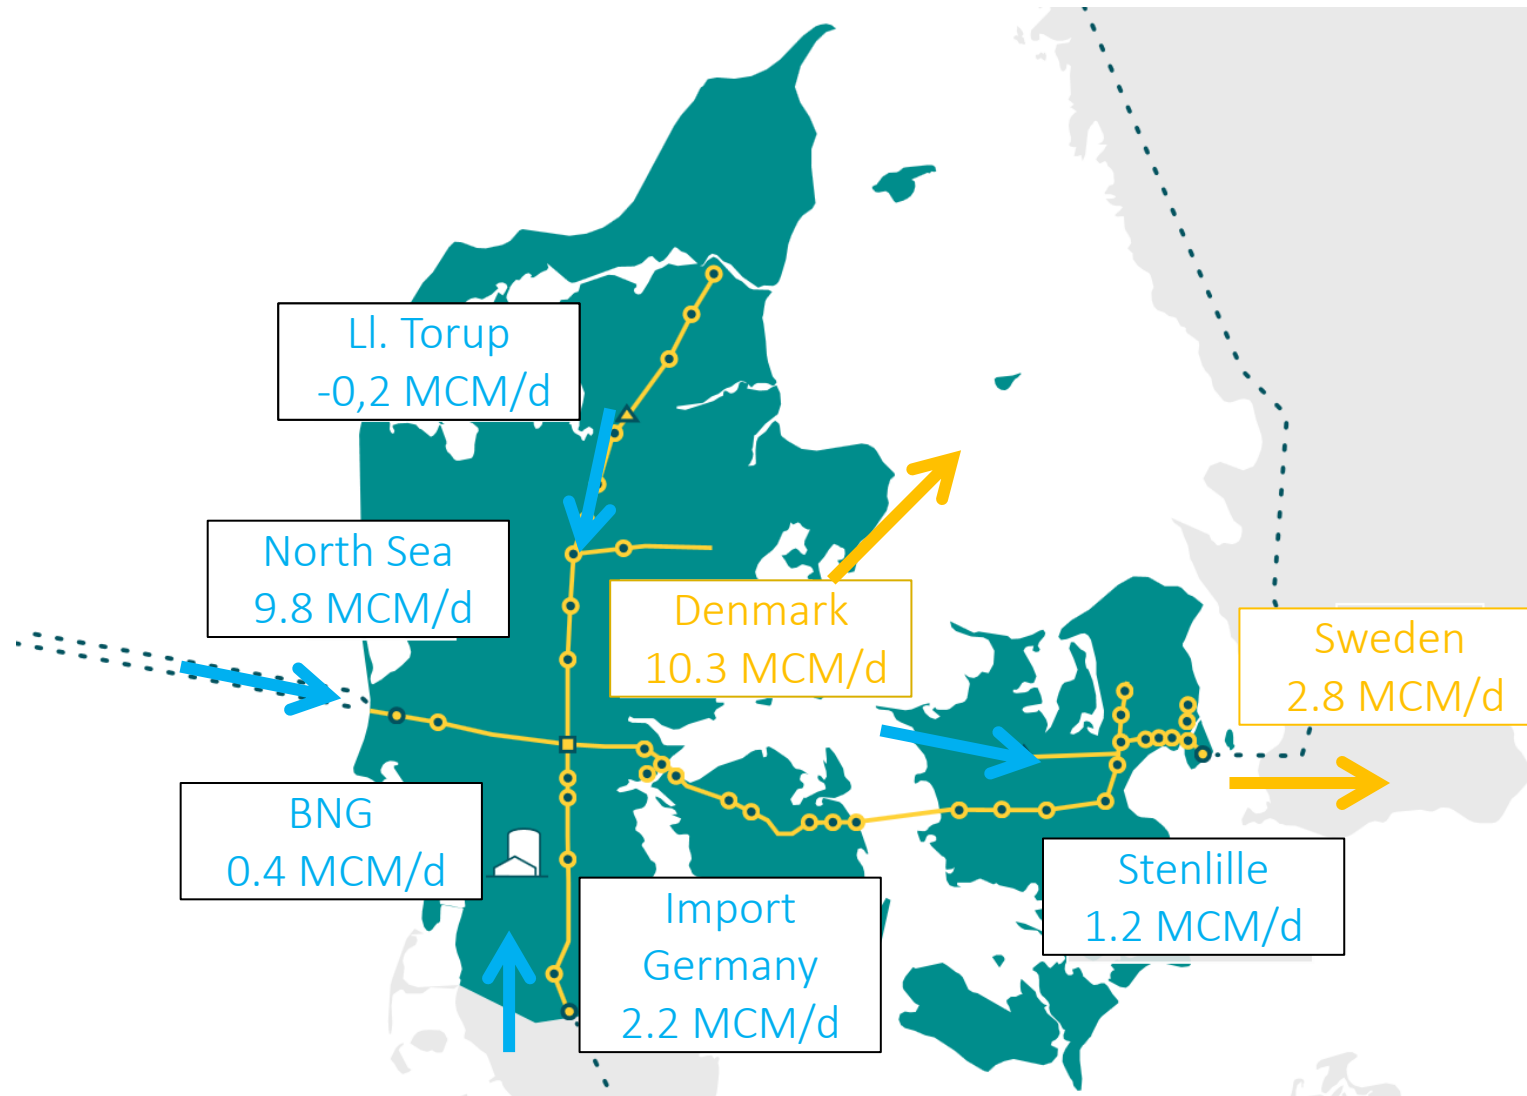 Ll. Torup
-0,2 MCM/d
North Sea
9.8 MCM/d
Denmark
10.3 MCM/d
Sweden
2.8 MCM/d
BNG
0.4 MCM/d
Import
Germany
2.2 MCM/d
Stenlille
1.2 MCM/d